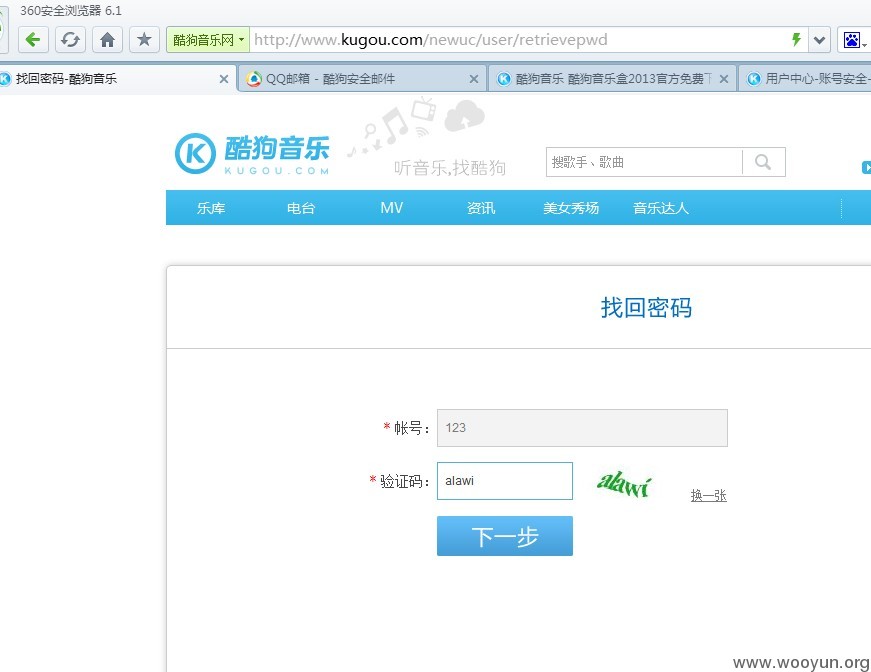 360安全浏览器 6.1
酷狗音乐网 http://www.kugou.com/newuc/user/retrievepwd
找回密码-酷狗音乐 QQ邮箱 - 酷狗安全邮件 酷狗音乐 酷狗音乐盒2013官方免费下 用户中心-账号安全-
K 酷狗音乐
KUGOU.COM
听音乐,找酷狗
搜歌手、歌曲
乐库 电台 MV 资讯 美女秀场 音乐达人
找回密码
* 帐号： 123
* 验证码： alawi alawi 换一张
下一步
www.wooyun.org